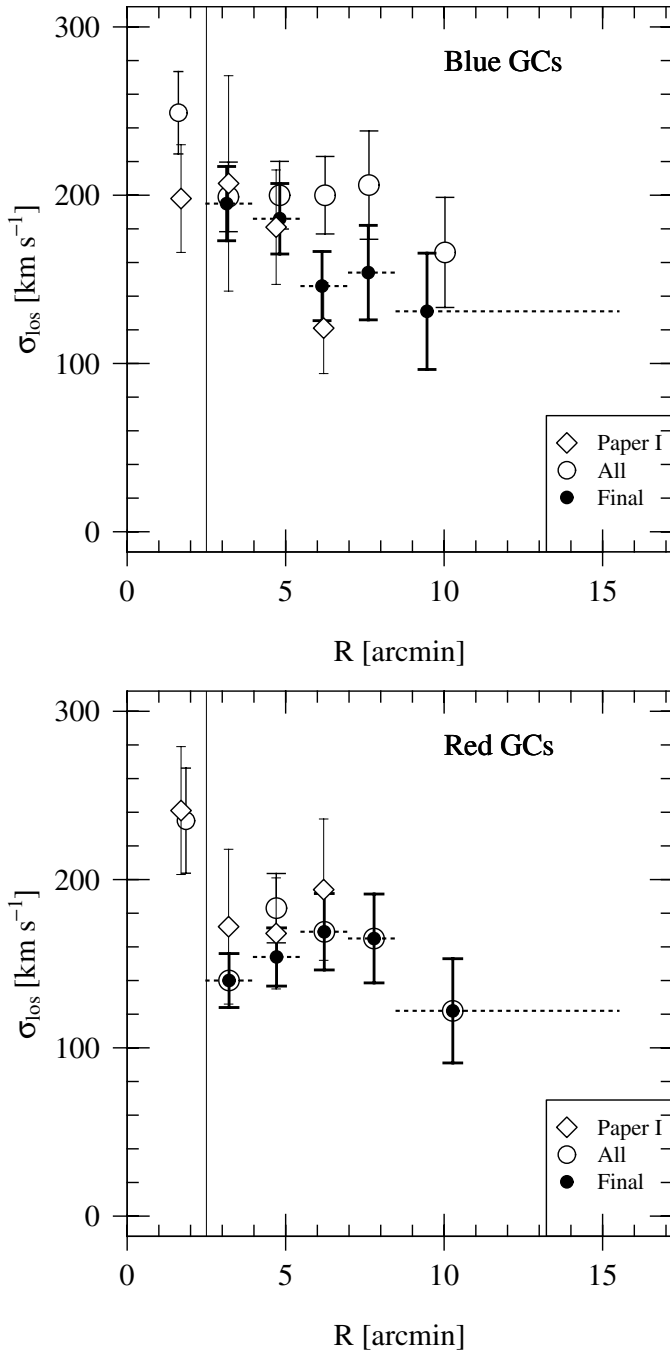 300
200
100
0
σlos [km s⁻¹]
Blue GCs
Paper I
All
Final
0 5 10 15
R [arcmin]
300
200
100
0
σlos [km s⁻¹]
Red GCs
Paper I
All
Final
0 5 10 15
R [arcmin]